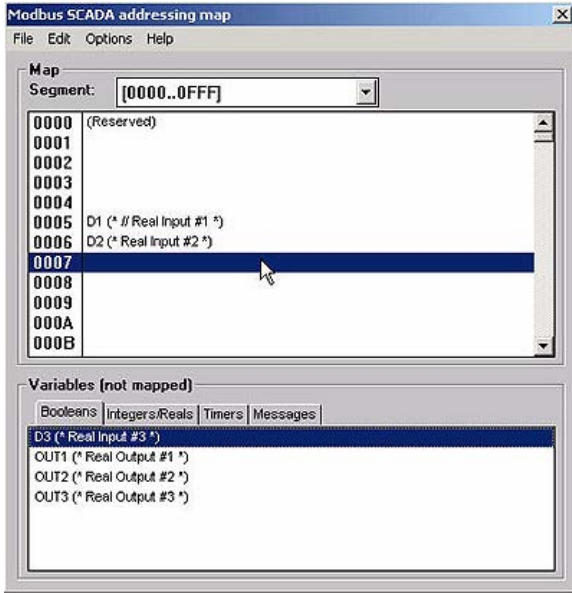 Modbus SCADA addressing map
File Edit Options Help
Map
Segment: [0000..0FFF]
0000 (Reserved)
0001
0002
0003
0004
0005 D1 (* // Real Input #1 *)
0006 D2 (* Real Input #2 *)
0007
0008
0009
000A
000B
Variables (not mapped)
Booleans Integers/Reals Timers Messages
D3 (* Real Input #3 *)
OUT1 (* Real Output #1 *)
OUT2 (* Real Output #2 *)
OUT3 (* Real Output #3 *)